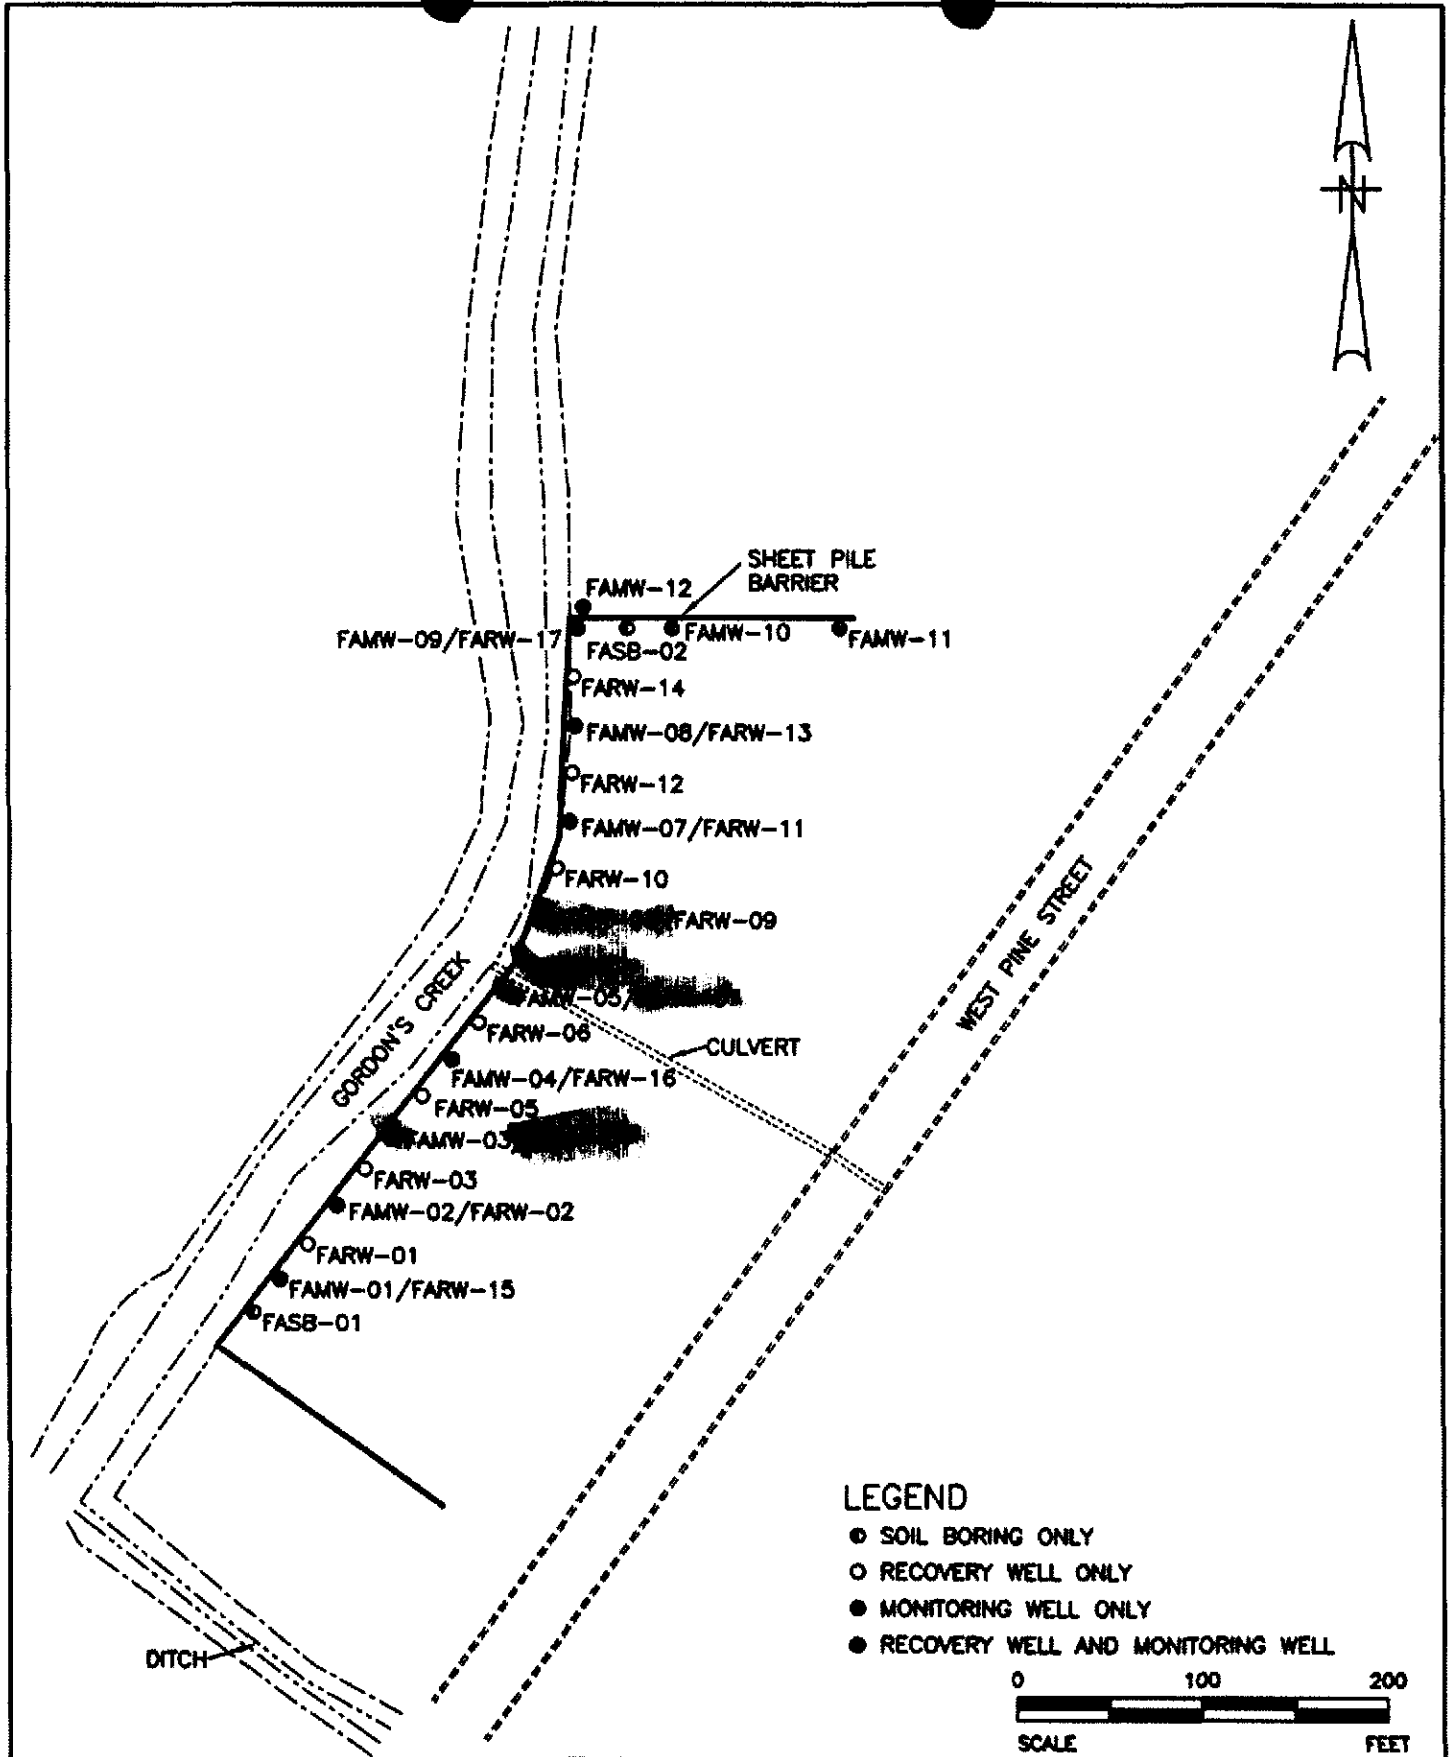 N
SHEET PILE
BARRIER
FAMW-12
FAMW-09/FARW-17
FAMW-10
FAMW-11
FASB-02
FARW-14
FAMW-08/FARW-13
FARW-12
FAMW-07/FARW-11
FARW-10
/FARW-09
FAMW-05/
FARW-06
CULVERT
FAMW-04/FARW-16
FARW-05
FAMW-03
FARW-03
FAMW-02/FARW-02
FARW-01
FAMW-01/FARW-15
FASB-01
GORDON'S CREEK
WEST PINE STREET
DITCH
LEGEND
SOIL BORING ONLY
RECOVERY WELL ONLY
MONITORING WELL ONLY
RECOVERY WELL AND MONITORING WELL
0 100 200
SCALE FEET